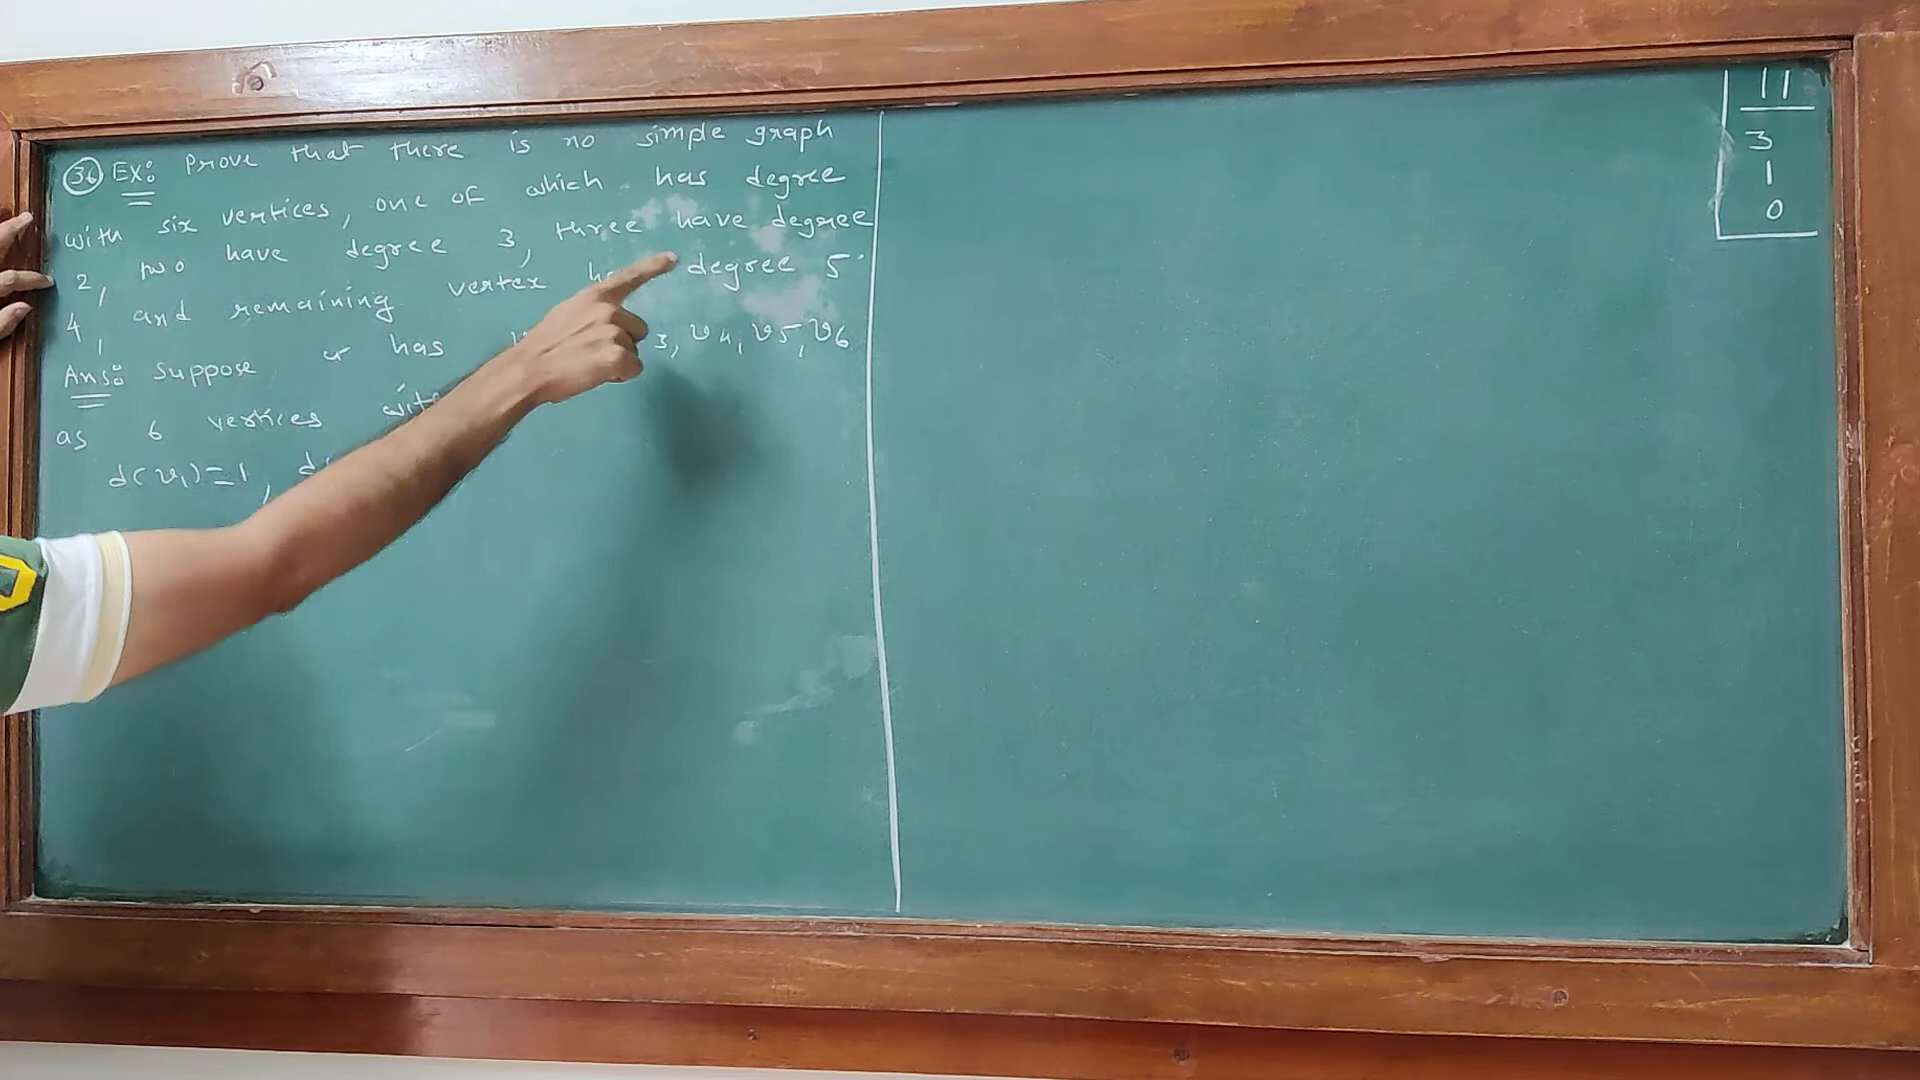 36 Ex: Prove that there is no simple graph
with six vertices, one of which has degree
2, two have degree 3, three have degree
4, and remaining vertex degree 5.
Ans: Suppose G has 3, v4, v5, v6
as 6 vertices with
d(v1)=1,
11
3
1
0